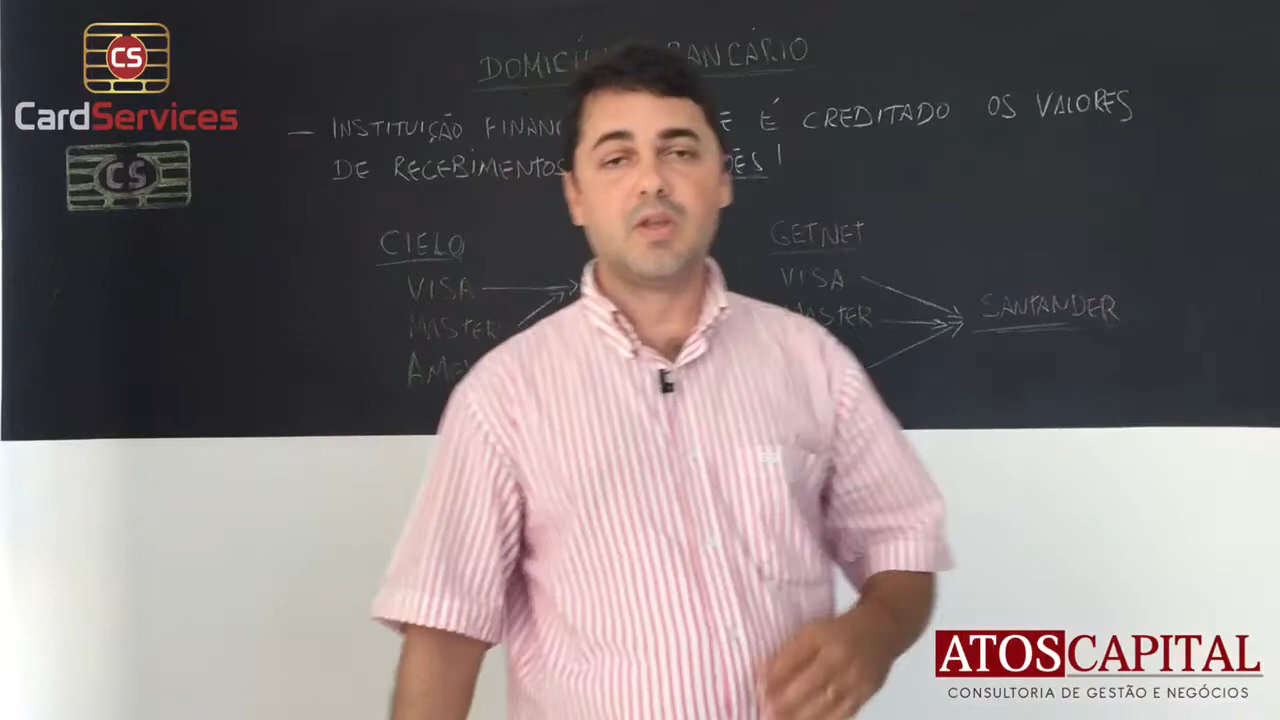 CS
CardServices
CS
DOMICÍ BANCÁRIO
- INSTITUIÇÃO FINANC E É CREDITADO OS VALORES
DE RECEBIMENTOS ÕES!
CIELO
VISA
MASTER
AME
GETNET
VISA
MASTER
SANTANDER
ATOSCAPITAL
CONSULTORIA DE GESTÃO E NEGÓCIOS